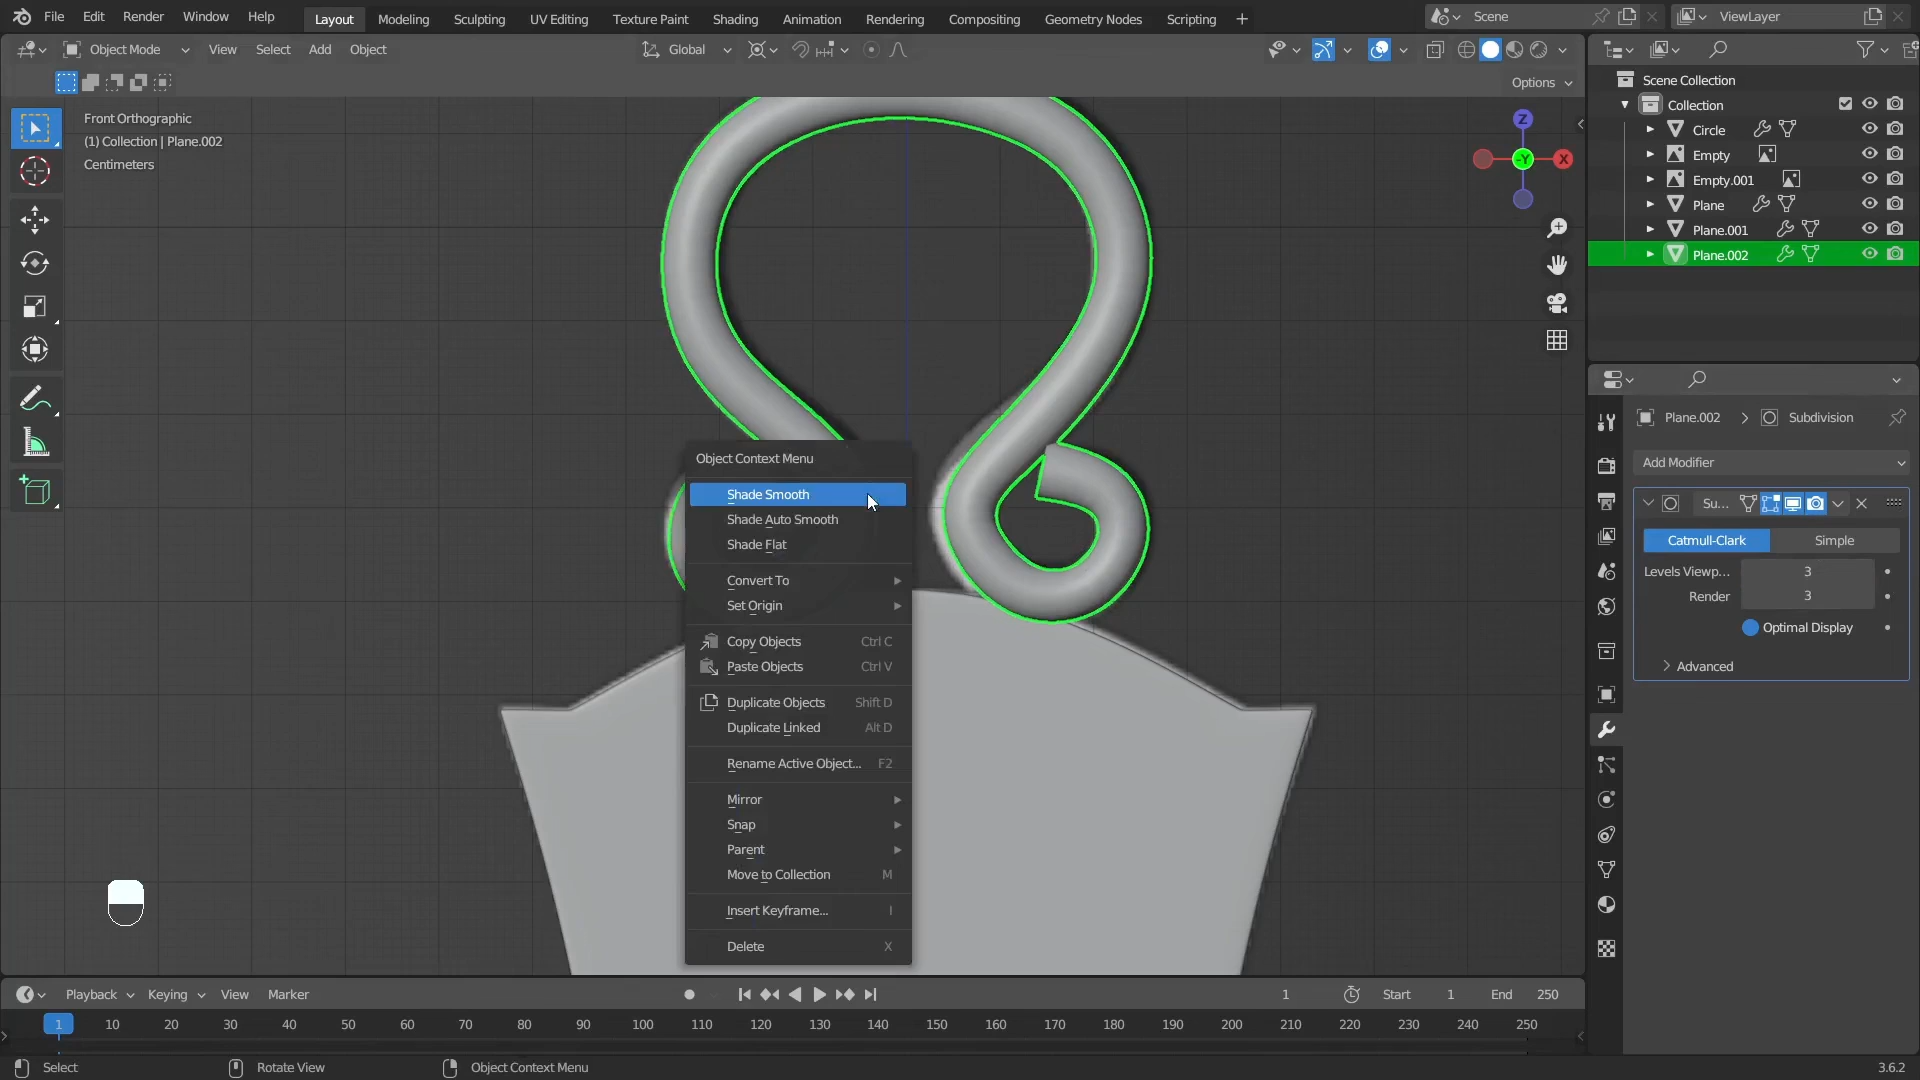 File Edit Render Window Help Layout Modeling Sculpting UV Editing Texture Paint Shading Animation Rendering Compositing Geometry Nodes Scripting + Scene ViewLayer
Object Mode View Select Add Object Global
Options
Front Orthographic
(1) Collection | Plane.002
Centimeters
Z
-Y
X
Scene Collection
Collection
Circle
Empty
Empty.001
Plane
Plane.001
Plane.002
Plane.002 > Subdivision
Add Modifier
Su...
Catmull-Clark Simple
Levels Viewp... 3
Render 3
Optimal Display
Advanced
Object Context Menu
Shade Smooth
Shade Auto Smooth
Shade Flat
Convert To
Set Origin
Copy Objects Ctrl C
Paste Objects Ctrl V
Duplicate Objects Shift D
Duplicate Linked Alt D
Rename Active Object... F2
Mirror
Snap
Parent
Move to Collection M
Insert Keyframe... I
Delete X
Playback Keying View Marker 1 Start 1 End 250
1 10 20 30 40 50 60 70 80 90 100 110 120 130 140 150 160 170 180 190 200 210 220 230 240 250
Select Rotate View Object Context Menu 3.6.2